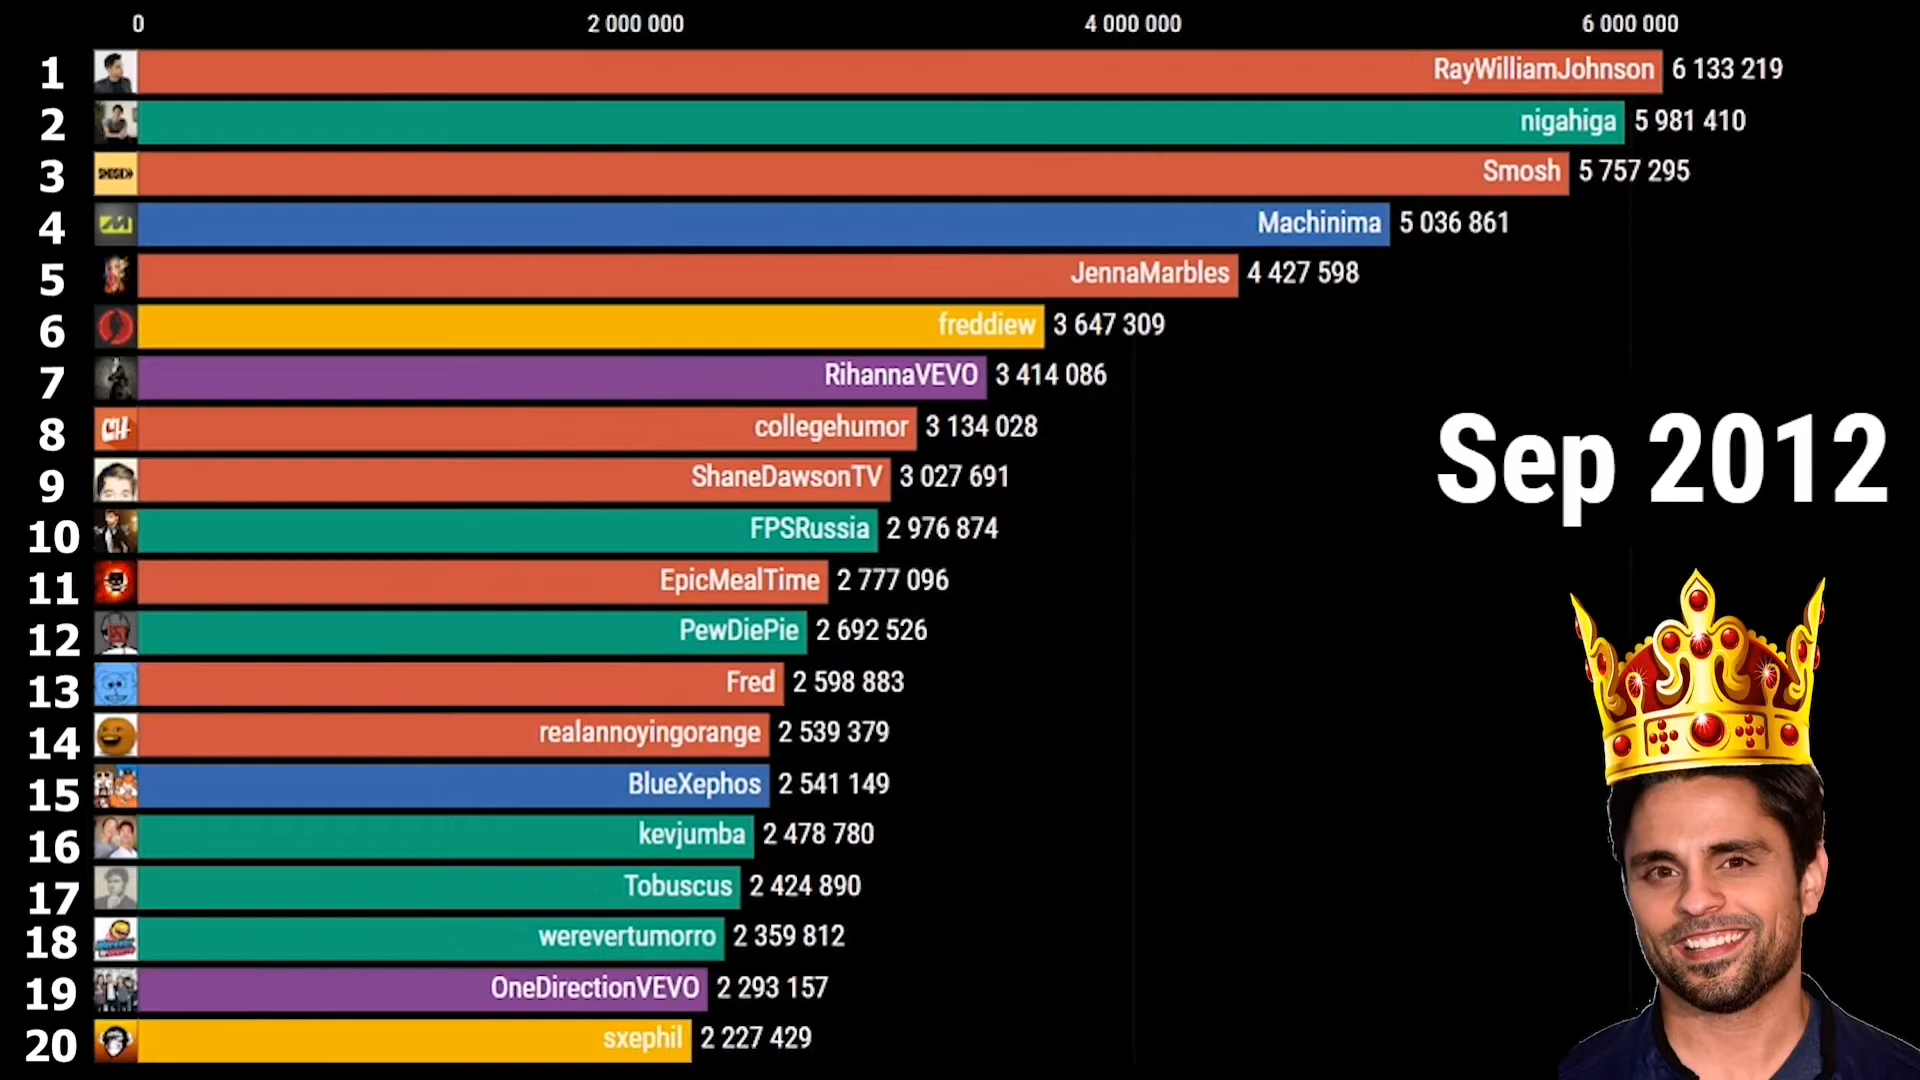 0 2 000 000 4 000 000 6 000 000
1 RayWilliamJohnson 6 133 219
2 nigahiga 5 981 410
3 SMOSH Smosh 5 757 295
4 Machinima 5 036 861
5 JennaMarbles 4 427 598
6 freddiew 3 647 309
7 RihannaVEVO 3 414 086
8 CH collegehumor 3 134 028
9 ShaneDawsonTV 3 027 691
10 FPSRussia 2 976 874
11 EpicMealTime 2 777 096
12 PewDiePie 2 692 526
13 Fred 2 598 883
14 realannoyingorange 2 539 379
15 BlueXephos 2 541 149
16 kevjumba 2 478 780
17 Tobuscus 2 424 890
18 werevertumorro 2 359 812
19 OneDirectionVEVO 2 293 157
20 sxephil 2 227 429
Sep 2012